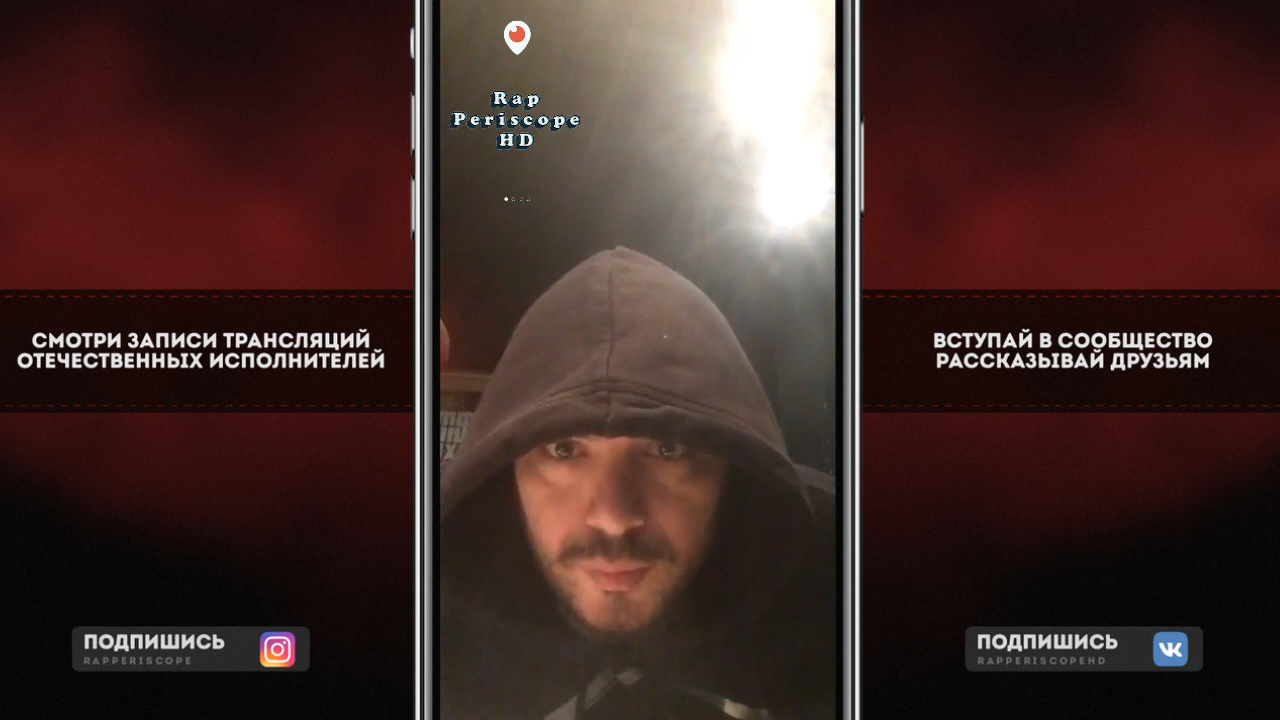 Rap
Periscope
HD
СМОТРИ ЗАПИСИ ТРАНСЛЯЦИЙ
ОТЕЧЕСТВЕННЫХ ИСПОЛНИТЕЛЕЙ
ВСТУПАЙ В СООБЩЕСТВО
РАССКАЗЫВАЙ ДРУЗЬЯМ
ПОДПИШИСЬ
RAPPERISCOPE
ПОДПИШИСЬ
RAPPERISCOPEHD